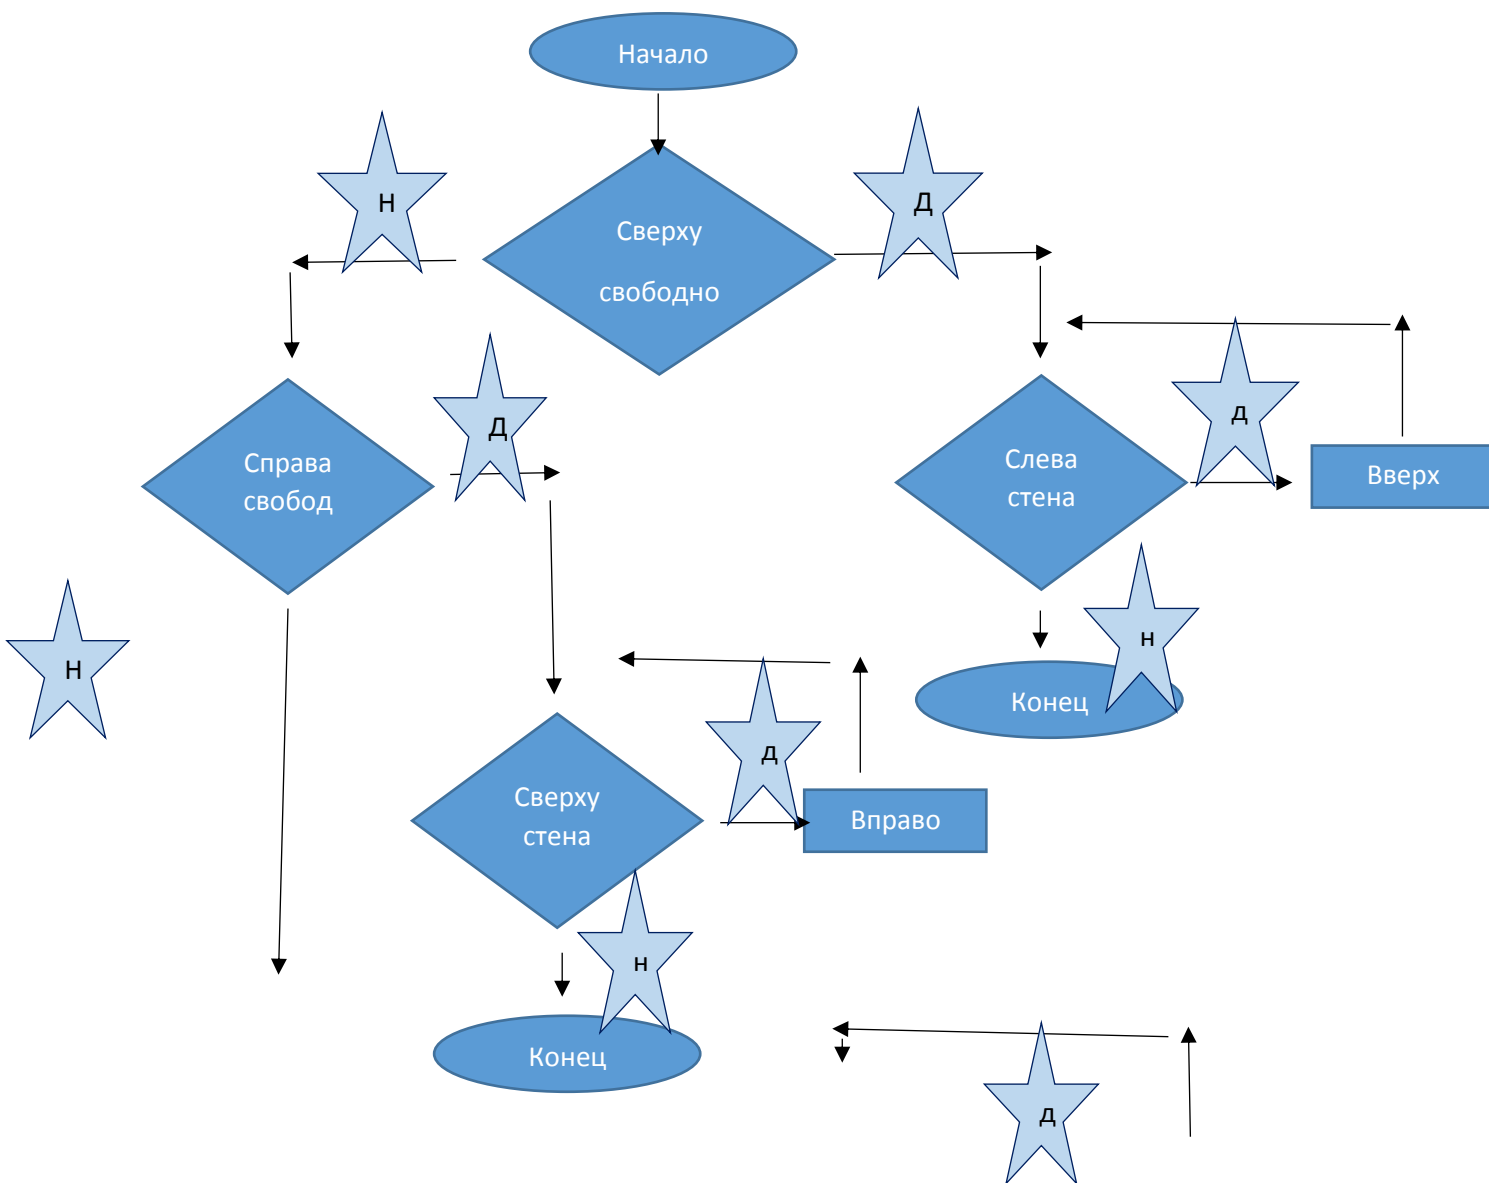 Начало
Н
Д
Сверху
свободно
Д
д
Справа
свобод
Слева
стена
Вверх
Н
н
Конец
д
Сверху
стена
Вправо
н
Конец
д